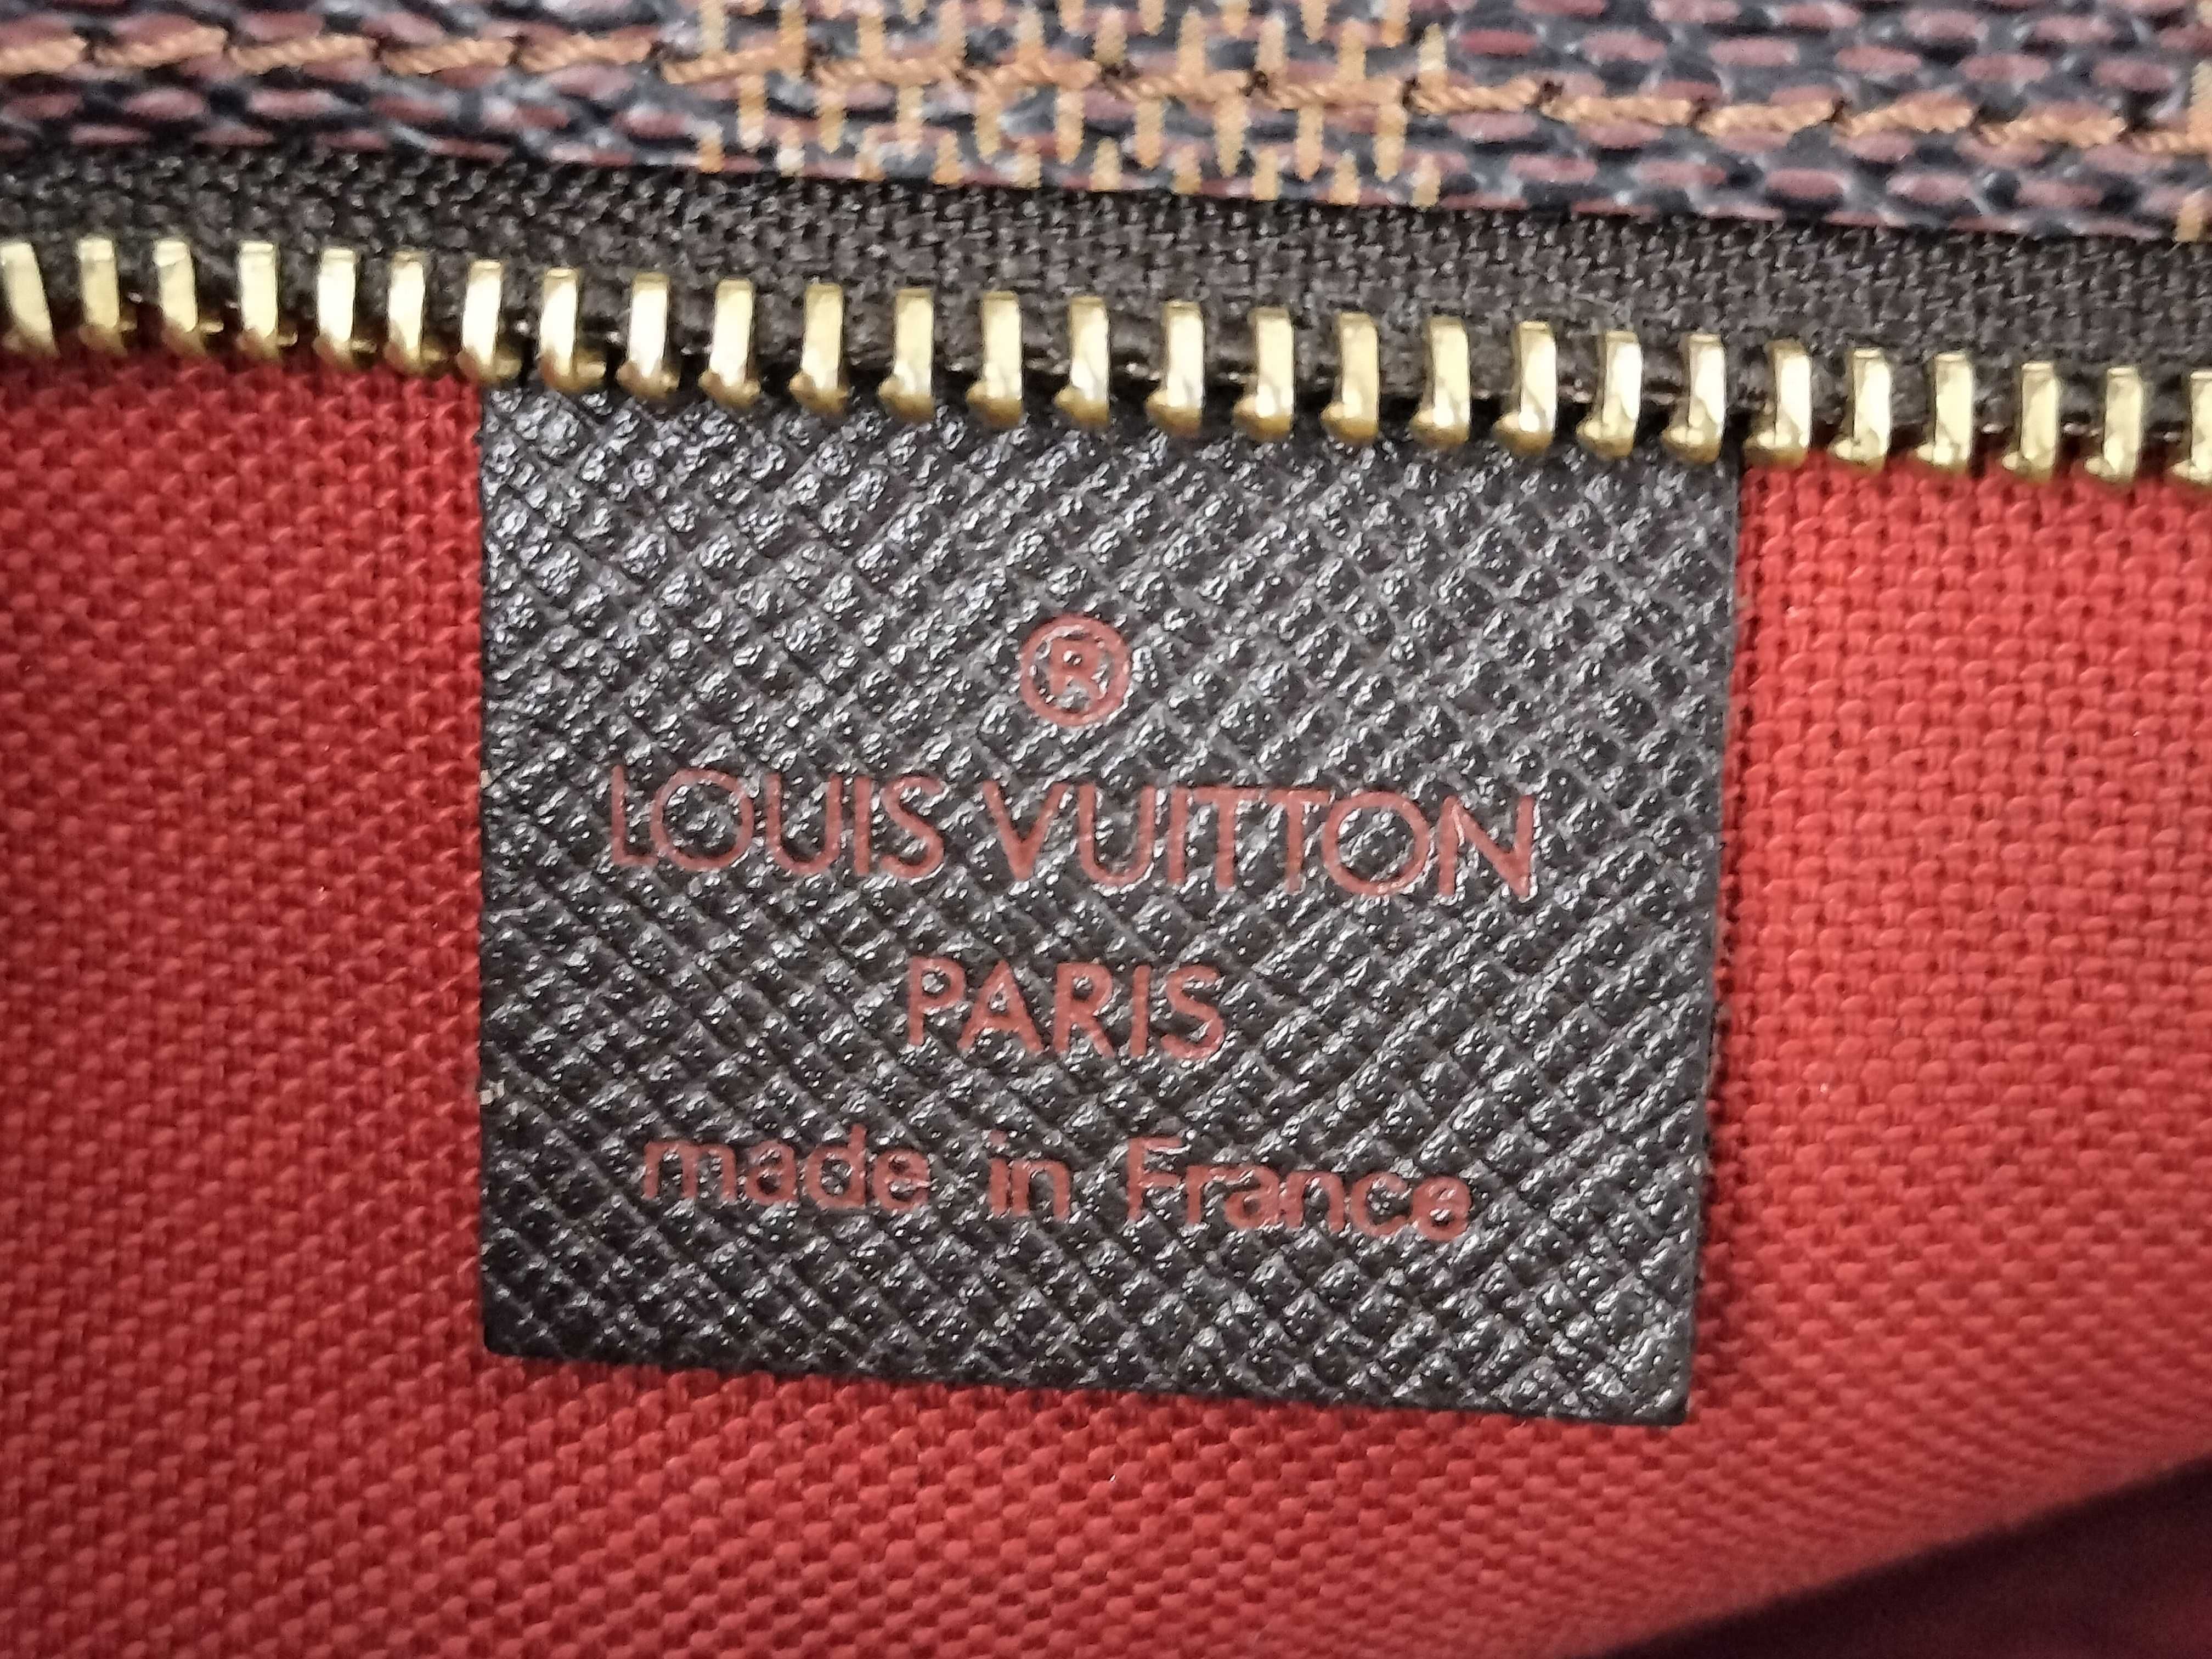 ®
LOUIS VUITTON
PARIS
made in France